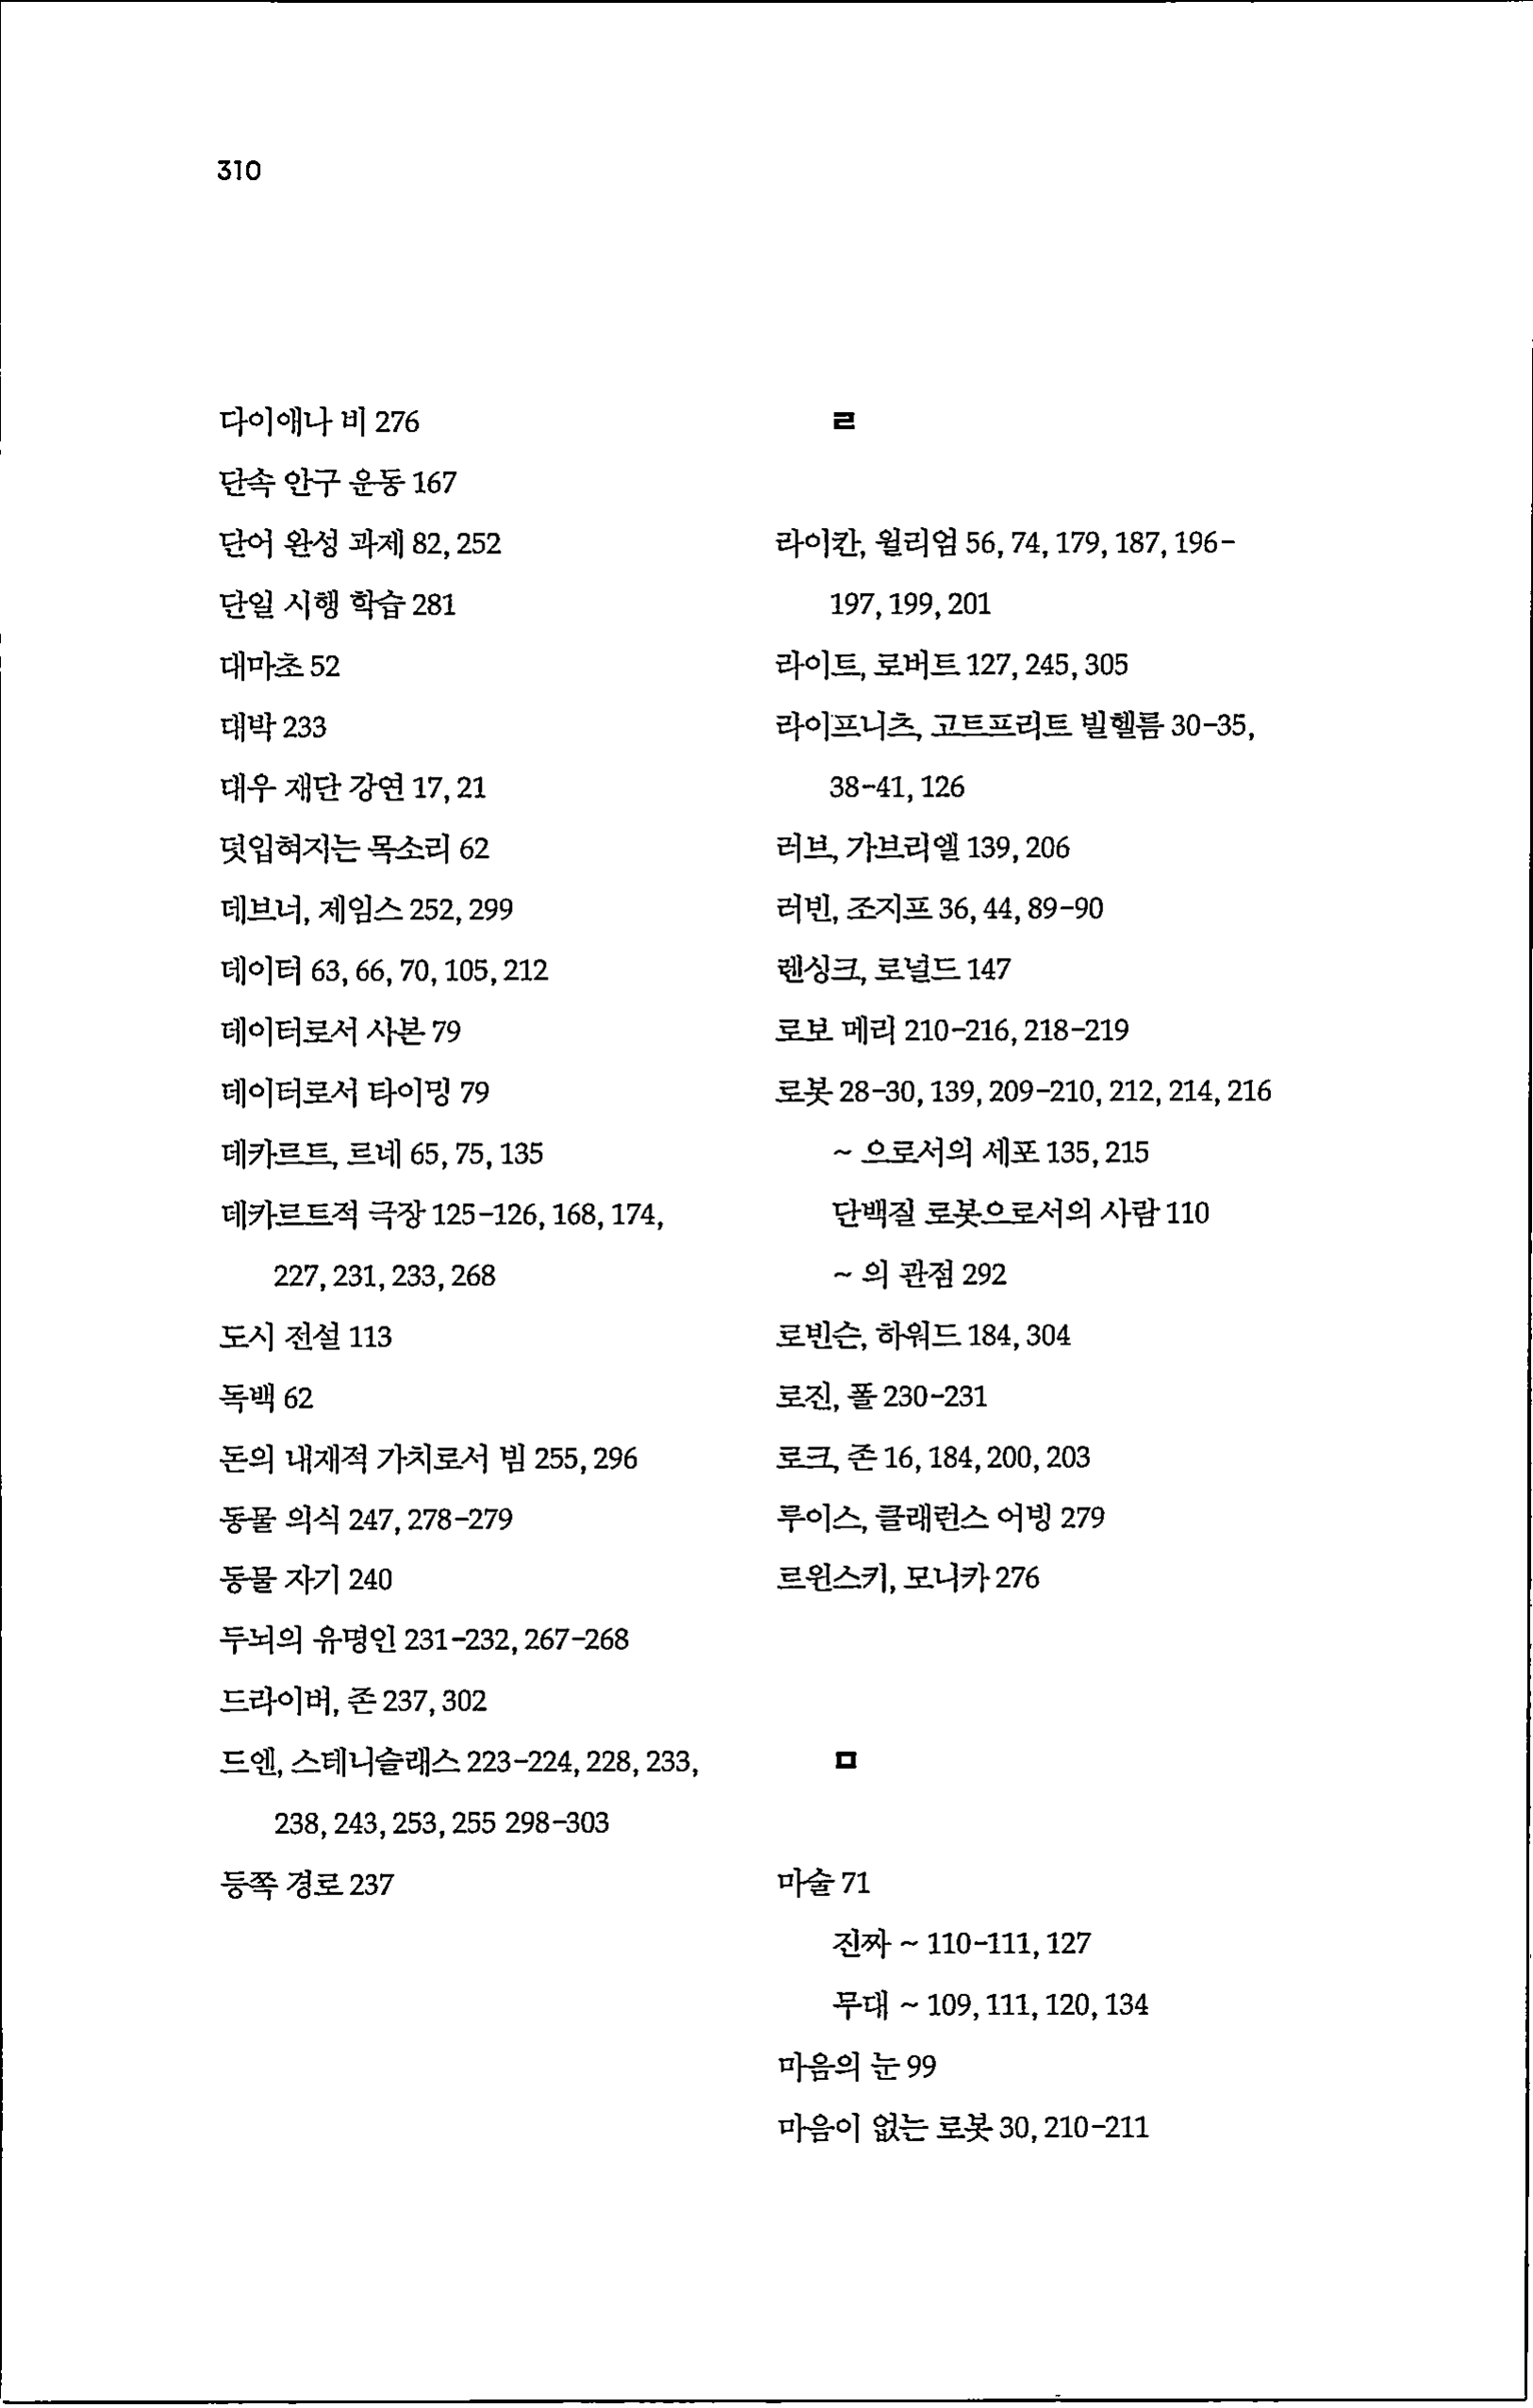 310
다이애나 비 276
단속 안구 운동 167
단어 완성 과제 82, 252
단일 시행 학습 281
대마초 52
대박 233
대우 재단 강연 17, 21
덧입혀지는 목소리 62
데브너, 제임스 252, 299
데이터 63, 66, 70, 105, 212
데이터로서 사본 79
데이터로서 타이밍 79
데카르트, 르네 65, 75, 135
데카르트적 극장 125-126, 168, 174,
227, 231, 233, 268
도시 전설 113
독백 62
돈의 내재적 가치로서 빔 255, 296
동물 의식 247, 278-279
동물 자기 240
두뇌의 유명인 231-232, 267-268
드라이버, 존 237, 302
드엔, 스테니슬래스 223-224, 228, 233,
238, 243, 253, 255 298-303
등쪽 경로 237
ㄹ
라이칸, 윌리엄 56, 74, 179, 187, 196-
197, 199, 201
라이트, 로버트 127, 245, 305
라이프니츠, 고트프리트 빌헬름 30-35,
38-41, 126
러브, 가브리엘 139, 206
러빈, 조지프 36, 44, 89-90
렌싱크, 로널드 147
로보 메리 210-216, 218-219
로봇 28-30, 139, 209-210, 212, 214, 216
~ 으로서의 세포 135, 215
단백질 로봇으로서의 사람 110
~ 의 관점 292
로빈슨, 하워드 184, 304
로진, 폴 230-231
로크, 존 16, 184, 200, 203
루이스, 클래런스 어빙 279
르윈스키, 모니카 276
ㅁ
마술 71
진짜 ~ 110-111, 127
무대 ~ 109, 111, 120, 134
마음의 눈 99
마음이 없는 로봇 30, 210-211